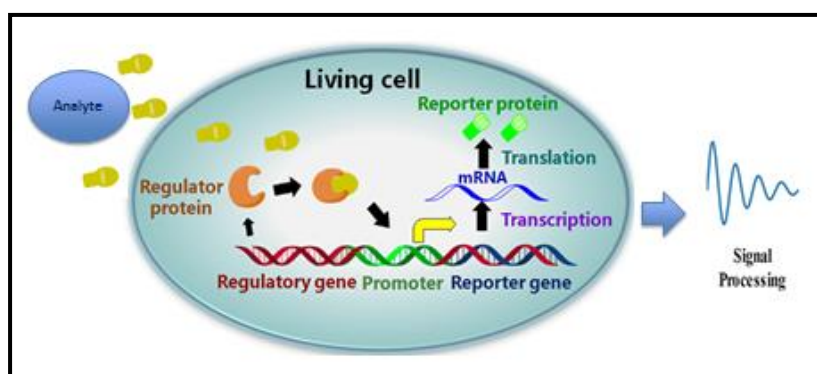 Living cell
Analyte
Reporter protein
Translation
mRNA
Regulator
protein
Transcription
Regulatory gene Promoter Reporter gene
Signal
Processing